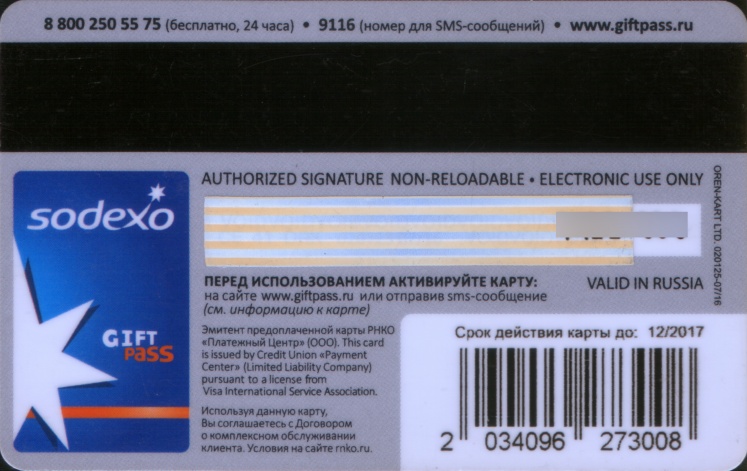 8 800 250 55 75 (бесплатно, 24 часа) • 9116 (номер для SMS-сообщений) • www.giftpass.ru
AUTHORIZED SIGNATURE NON-RELOADABLE • ELECTRONIC USE ONLY
sodexo
GIFT
PASS
ПЕРЕД ИСПОЛЬЗОВАНИЕМ АКТИВИРУЙТЕ КАРТУ:
на сайте www.giftpass.ru или отправив sms-сообщение
(см. информацию к карте)
VALID IN RUSSIA
OREN-KART LTD. 020125-07/16
Эмитент предоплаченной карты РНКО
«Платежный Центр» (ООО). This card
is issued by Credit Union «Payment
Center» (Limited Liability Company)
pursuant to a license from
Visa International Service Association.
Используя данную карту,
Вы соглашаетесь с Договором
о комплексном обслуживании
клиента. Условия на сайте rnko.ru.
Срок действия карты до: 12/2017
2 034096 273008